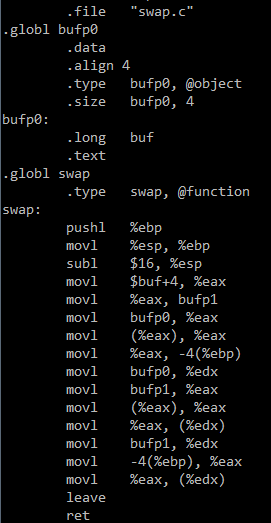 .file "swap.c"
.globl bufp0
.data
.align 4
.type bufp0, @object
.size bufp0, 4
bufp0:
.long buf
.text
.globl swap
.type swap, @function
swap:
pushl %ebp
movl %esp, %ebp
subl $16, %esp
movl $buf+4, %eax
movl %eax, bufp1
movl bufp0, %eax
movl (%eax), %eax
movl %eax, -4(%ebp)
movl bufp0, %edx
movl bufp1, %eax
movl (%eax), %eax
movl %eax, (%edx)
movl bufp1, %edx
movl -4(%ebp), %eax
movl %eax, (%edx)
leave
ret